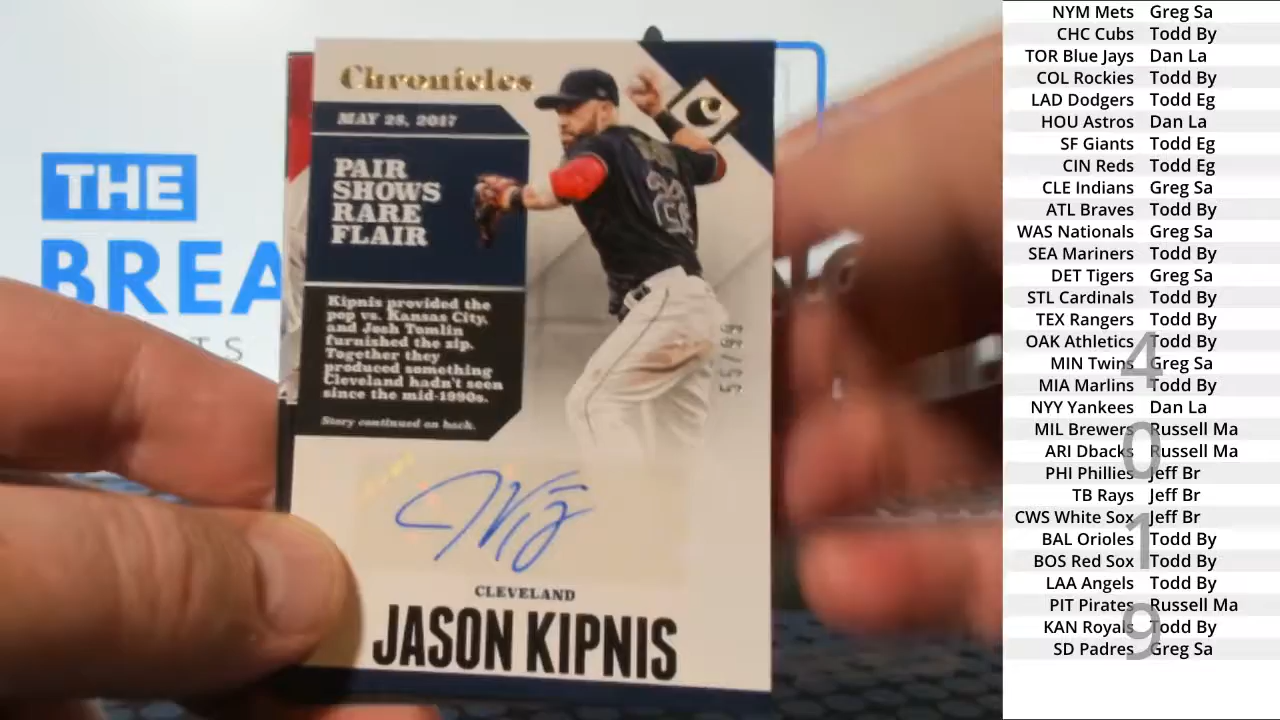 THE
BREA
TS
Chronicles
C
MAY 28, 2017
PAIR
SHOWS
RARE
FLAIR
Kipnis provided the
pop vs. Kansas City,
and Josh Tomlin
furnished the zip.
Together they
produced something
Cleveland hadn't seen
since the mid-1990s.
Story continued on back.
55/99
CLEVELAND
JASON KIPNIS
NYM Mets Greg Sa
CHC Cubs Todd By
TOR Blue Jays Dan La
COL Rockies Todd By
LAD Dodgers Todd Eg
HOU Astros Dan La
SF Giants Todd Eg
CIN Reds Todd Eg
CLE Indians Greg Sa
ATL Braves Todd By
WAS Nationals Greg Sa
SEA Mariners Todd By
DET Tigers Greg Sa
STL Cardinals Todd By
TEX Rangers Todd By
OAK Athletics Todd By
MIN Twins Greg Sa
MIA Marlins Todd By
NYY Yankees Dan La
MIL Brewers Russell Ma
ARI Dbacks Russell Ma
PHI Phillies Jeff Br
TB Rays Jeff Br
CWS White Sox Jeff Br
BAL Orioles Todd By
BOS Red Sox Todd By
LAA Angels Todd By
PIT Pirates Russell Ma
KAN Royals Todd By
SD Padres Greg Sa
4
0
1
9